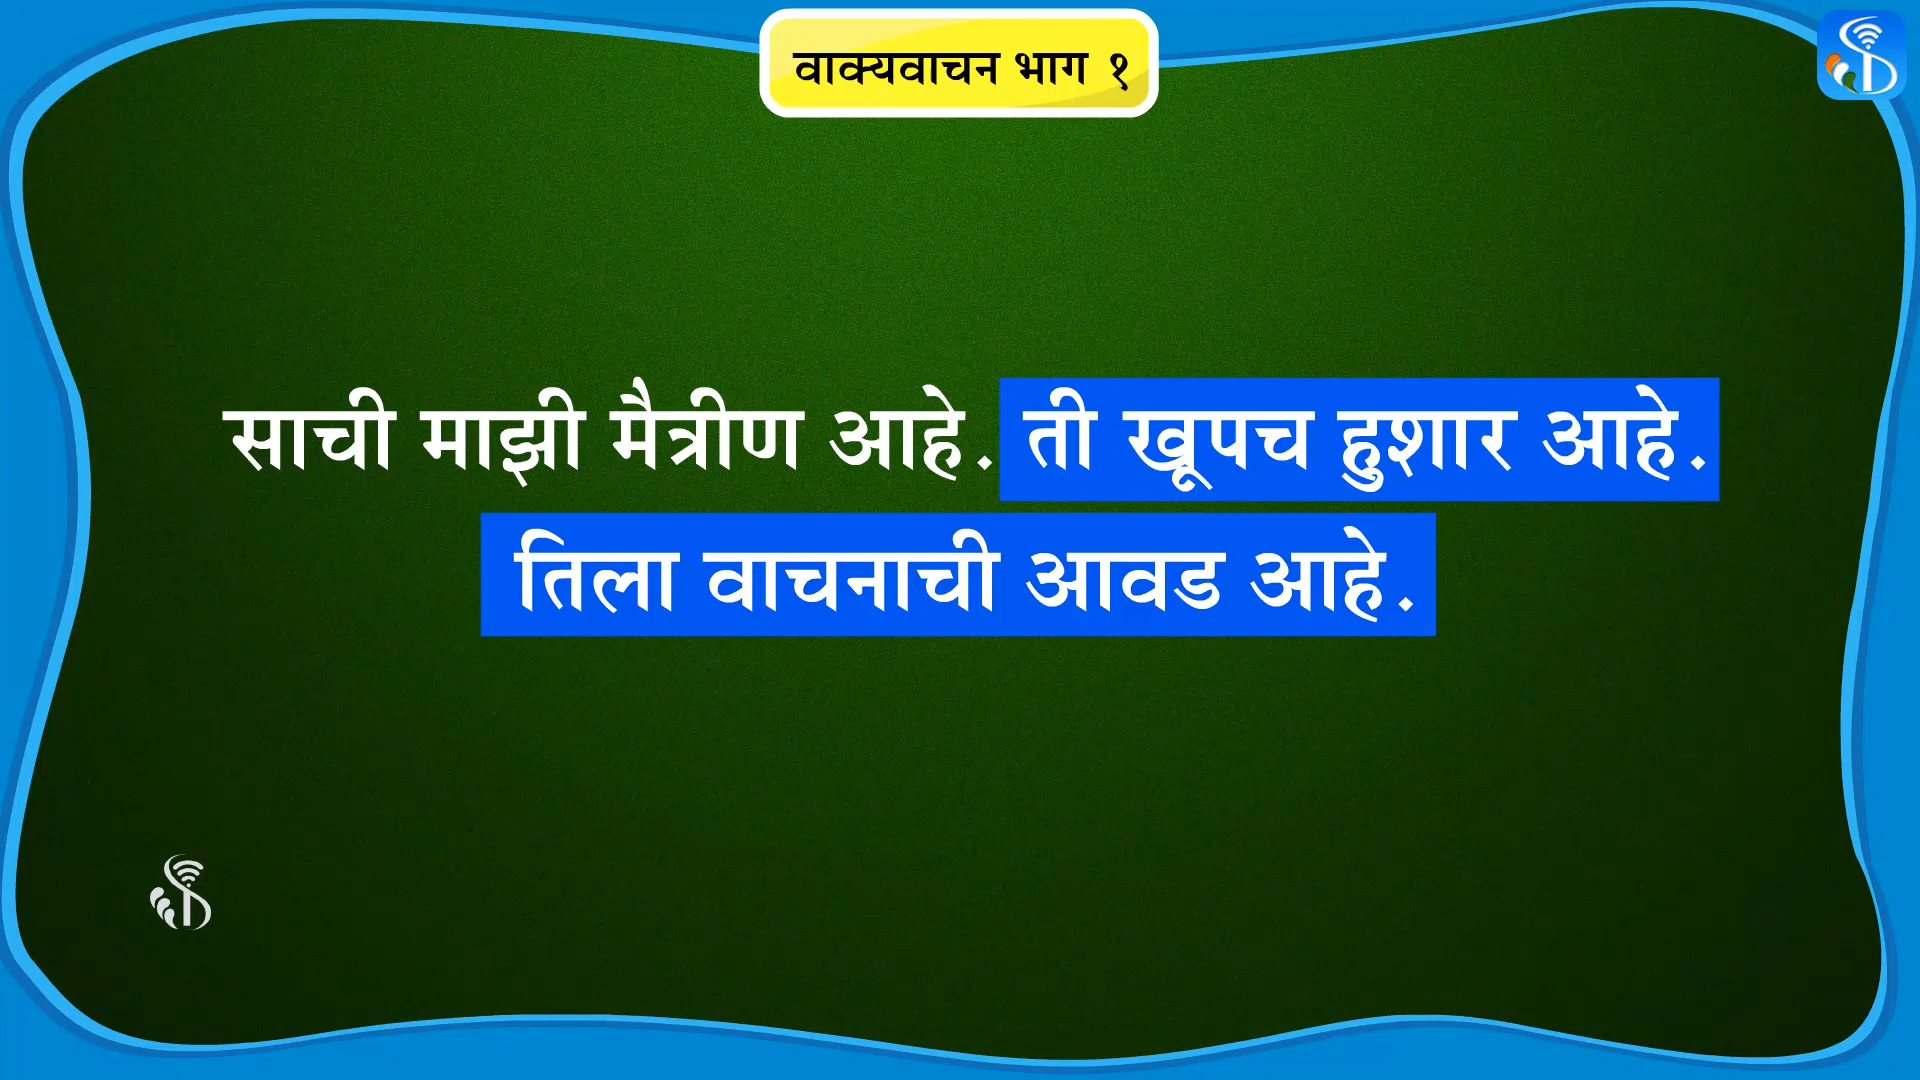 वाक्यवाचन भाग १
साची माझी मैत्रीण आहे. ती खूपच हुशार आहे.
तिला वाचनाची आवड आहे.